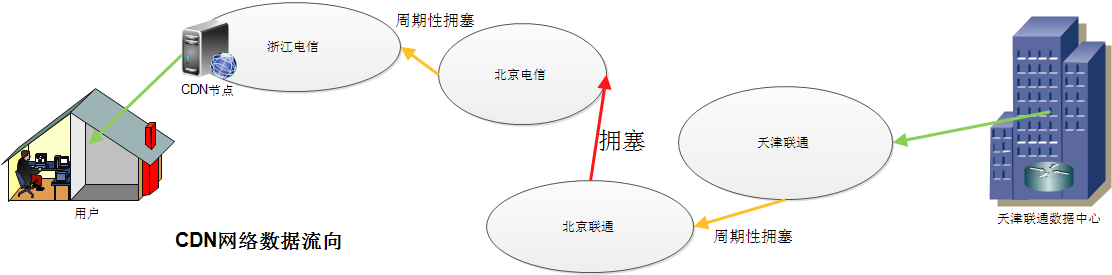 周期性拥塞
浙江电信
北京电信
CDN节点
拥塞
天津联通
用户
北京联通
周期性拥塞
天津联通数据中心
CDN网络数据流向